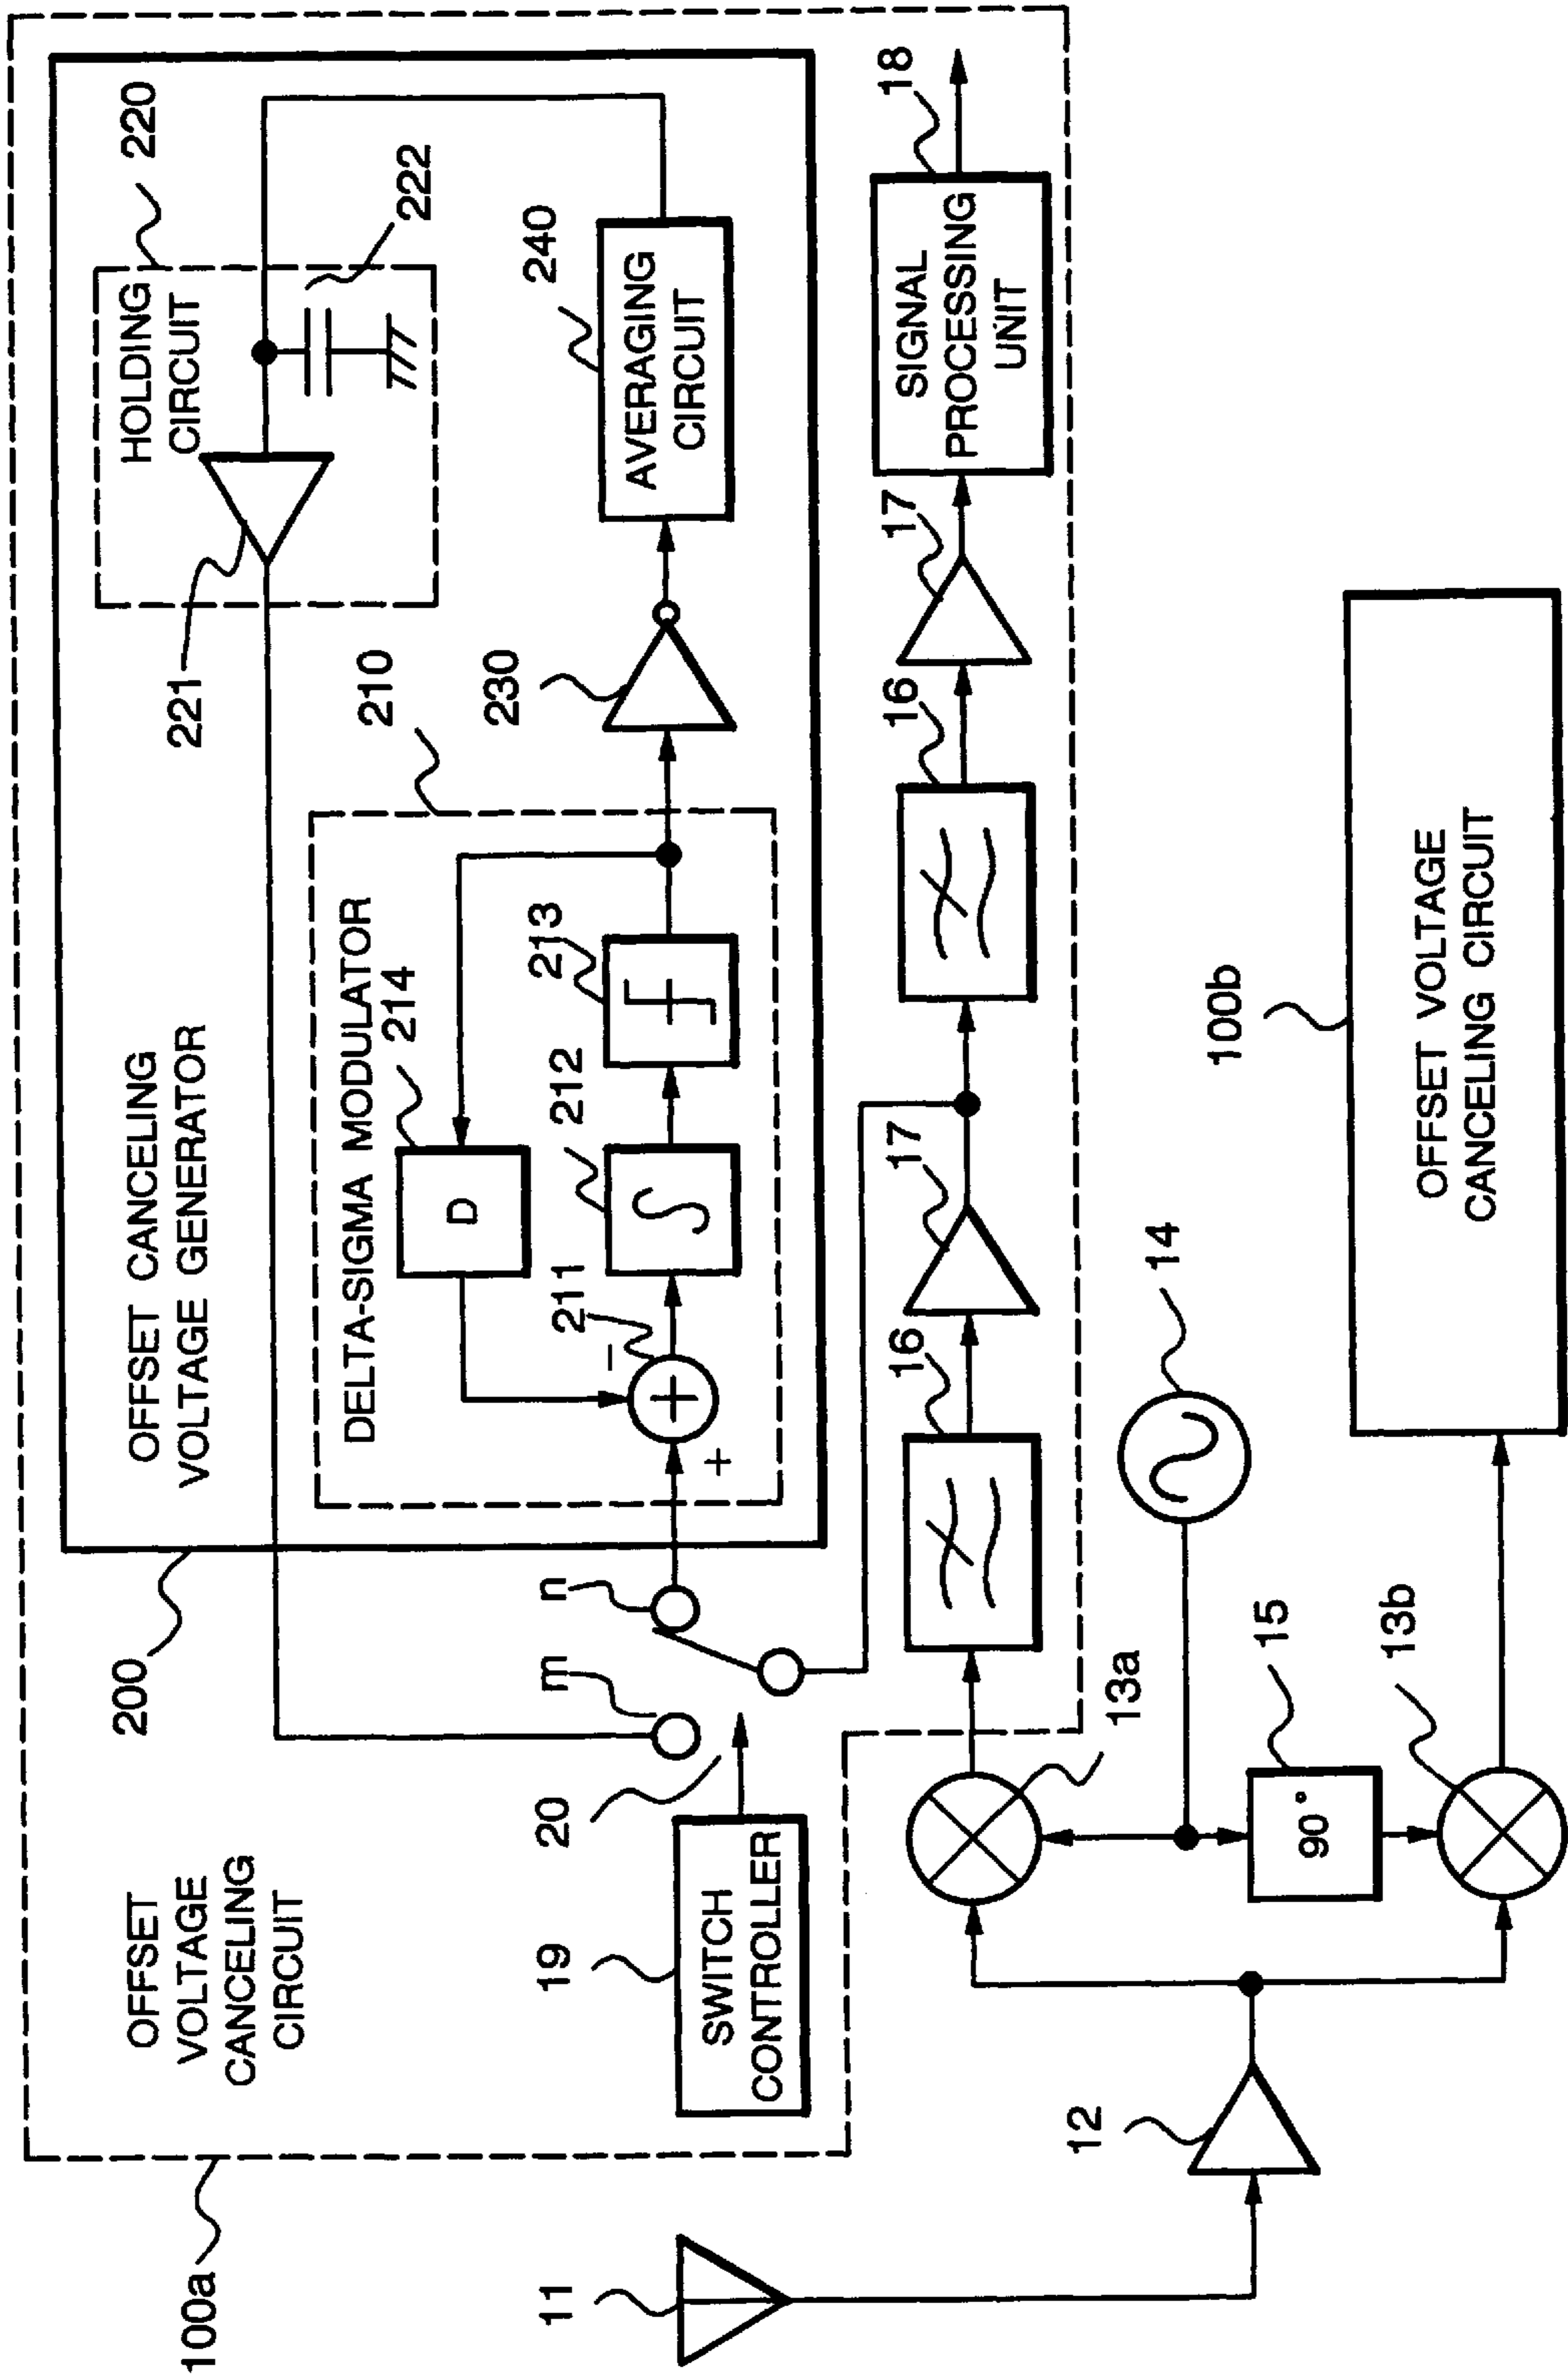 100a
OFFSET
VOLTAGE
CANCELING
CIRCUIT
200
OFFSET CANCELING
VOLTAGE GENERATOR
221
HOLDING
CIRCUIT
220
222
DELTA-SIGMA MODULATOR
214
210
D
211
212
213
230
240
AVERAGING
CIRCUIT
−
+
m
n
20
19
SWITCH
CONTROLLER
16
17
16
17
SIGNAL
PROCESSING
UNIT
18
11
12
13a
14
15
90°
13b
100b
OFFSET VOLTAGE
CANCELING CIRCUIT